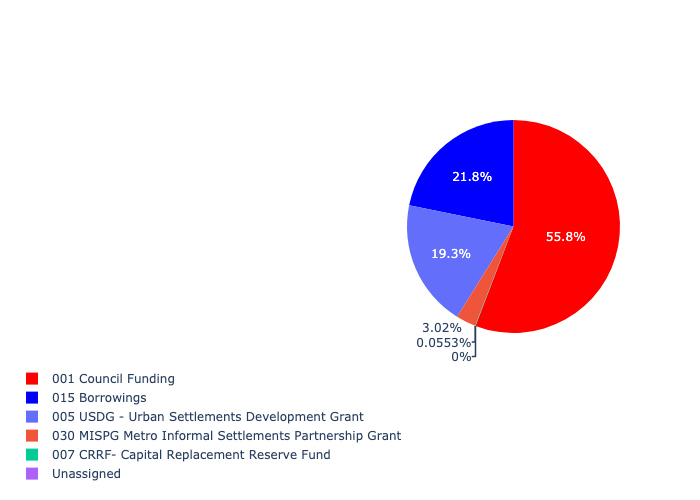 21.8%
55.8%
19.3%
3.02%
0.0553%
0%
001 Council Funding
015 Borrowings
005 USDG - Urban Settlements Development Grant
030 MISPG Metro Informal Settlements Partnership Grant
007 CRRF- Capital Replacement Reserve Fund
Unassigned